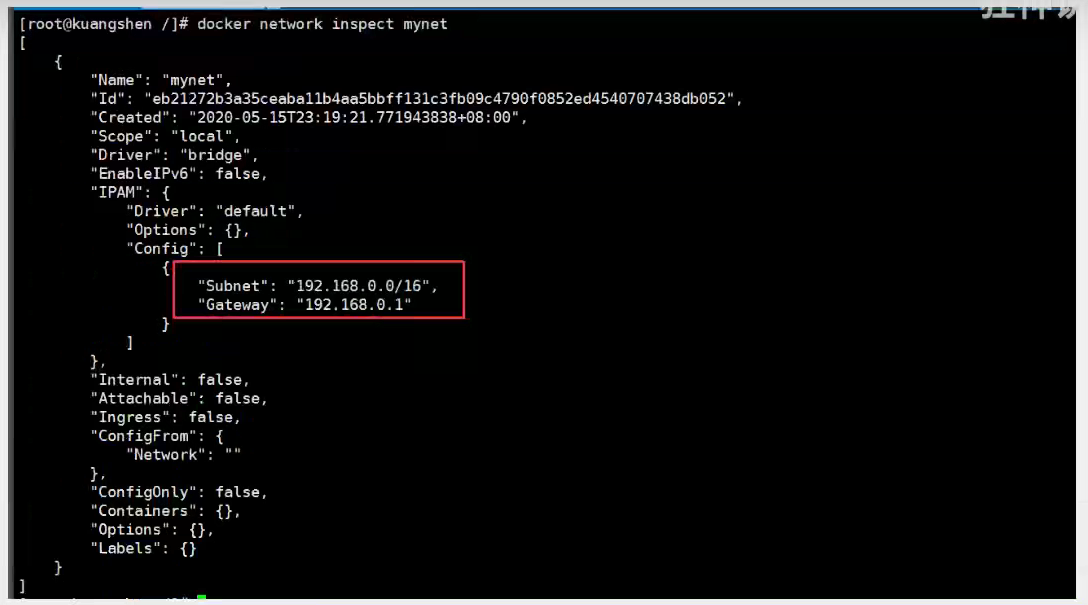 [root@kuangshen /]# docker network inspect mynet
[
    {
        "Name": "mynet",
        "Id": "eb21272b3a35ceaba11b4aa5bbff131c3fb09c4790f0852ed4540707438db052",
        "Created": "2020-05-15T23:19:21.771943838+08:00",
        "Scope": "local",
        "Driver": "bridge",
        "EnableIPv6": false,
        "IPAM": {
            "Driver": "default",
            "Options": {},
            "Config": [
                {
                    "Subnet": "192.168.0.0/16",
                    "Gateway": "192.168.0.1"
                }
            ]
        },
        "Internal": false,
        "Attachable": false,
        "Ingress": false,
        "ConfigFrom": {
            "Network": ""
        },
        "ConfigOnly": false,
        "Containers": {},
        "Options": {},
        "Labels": {}
    }
]